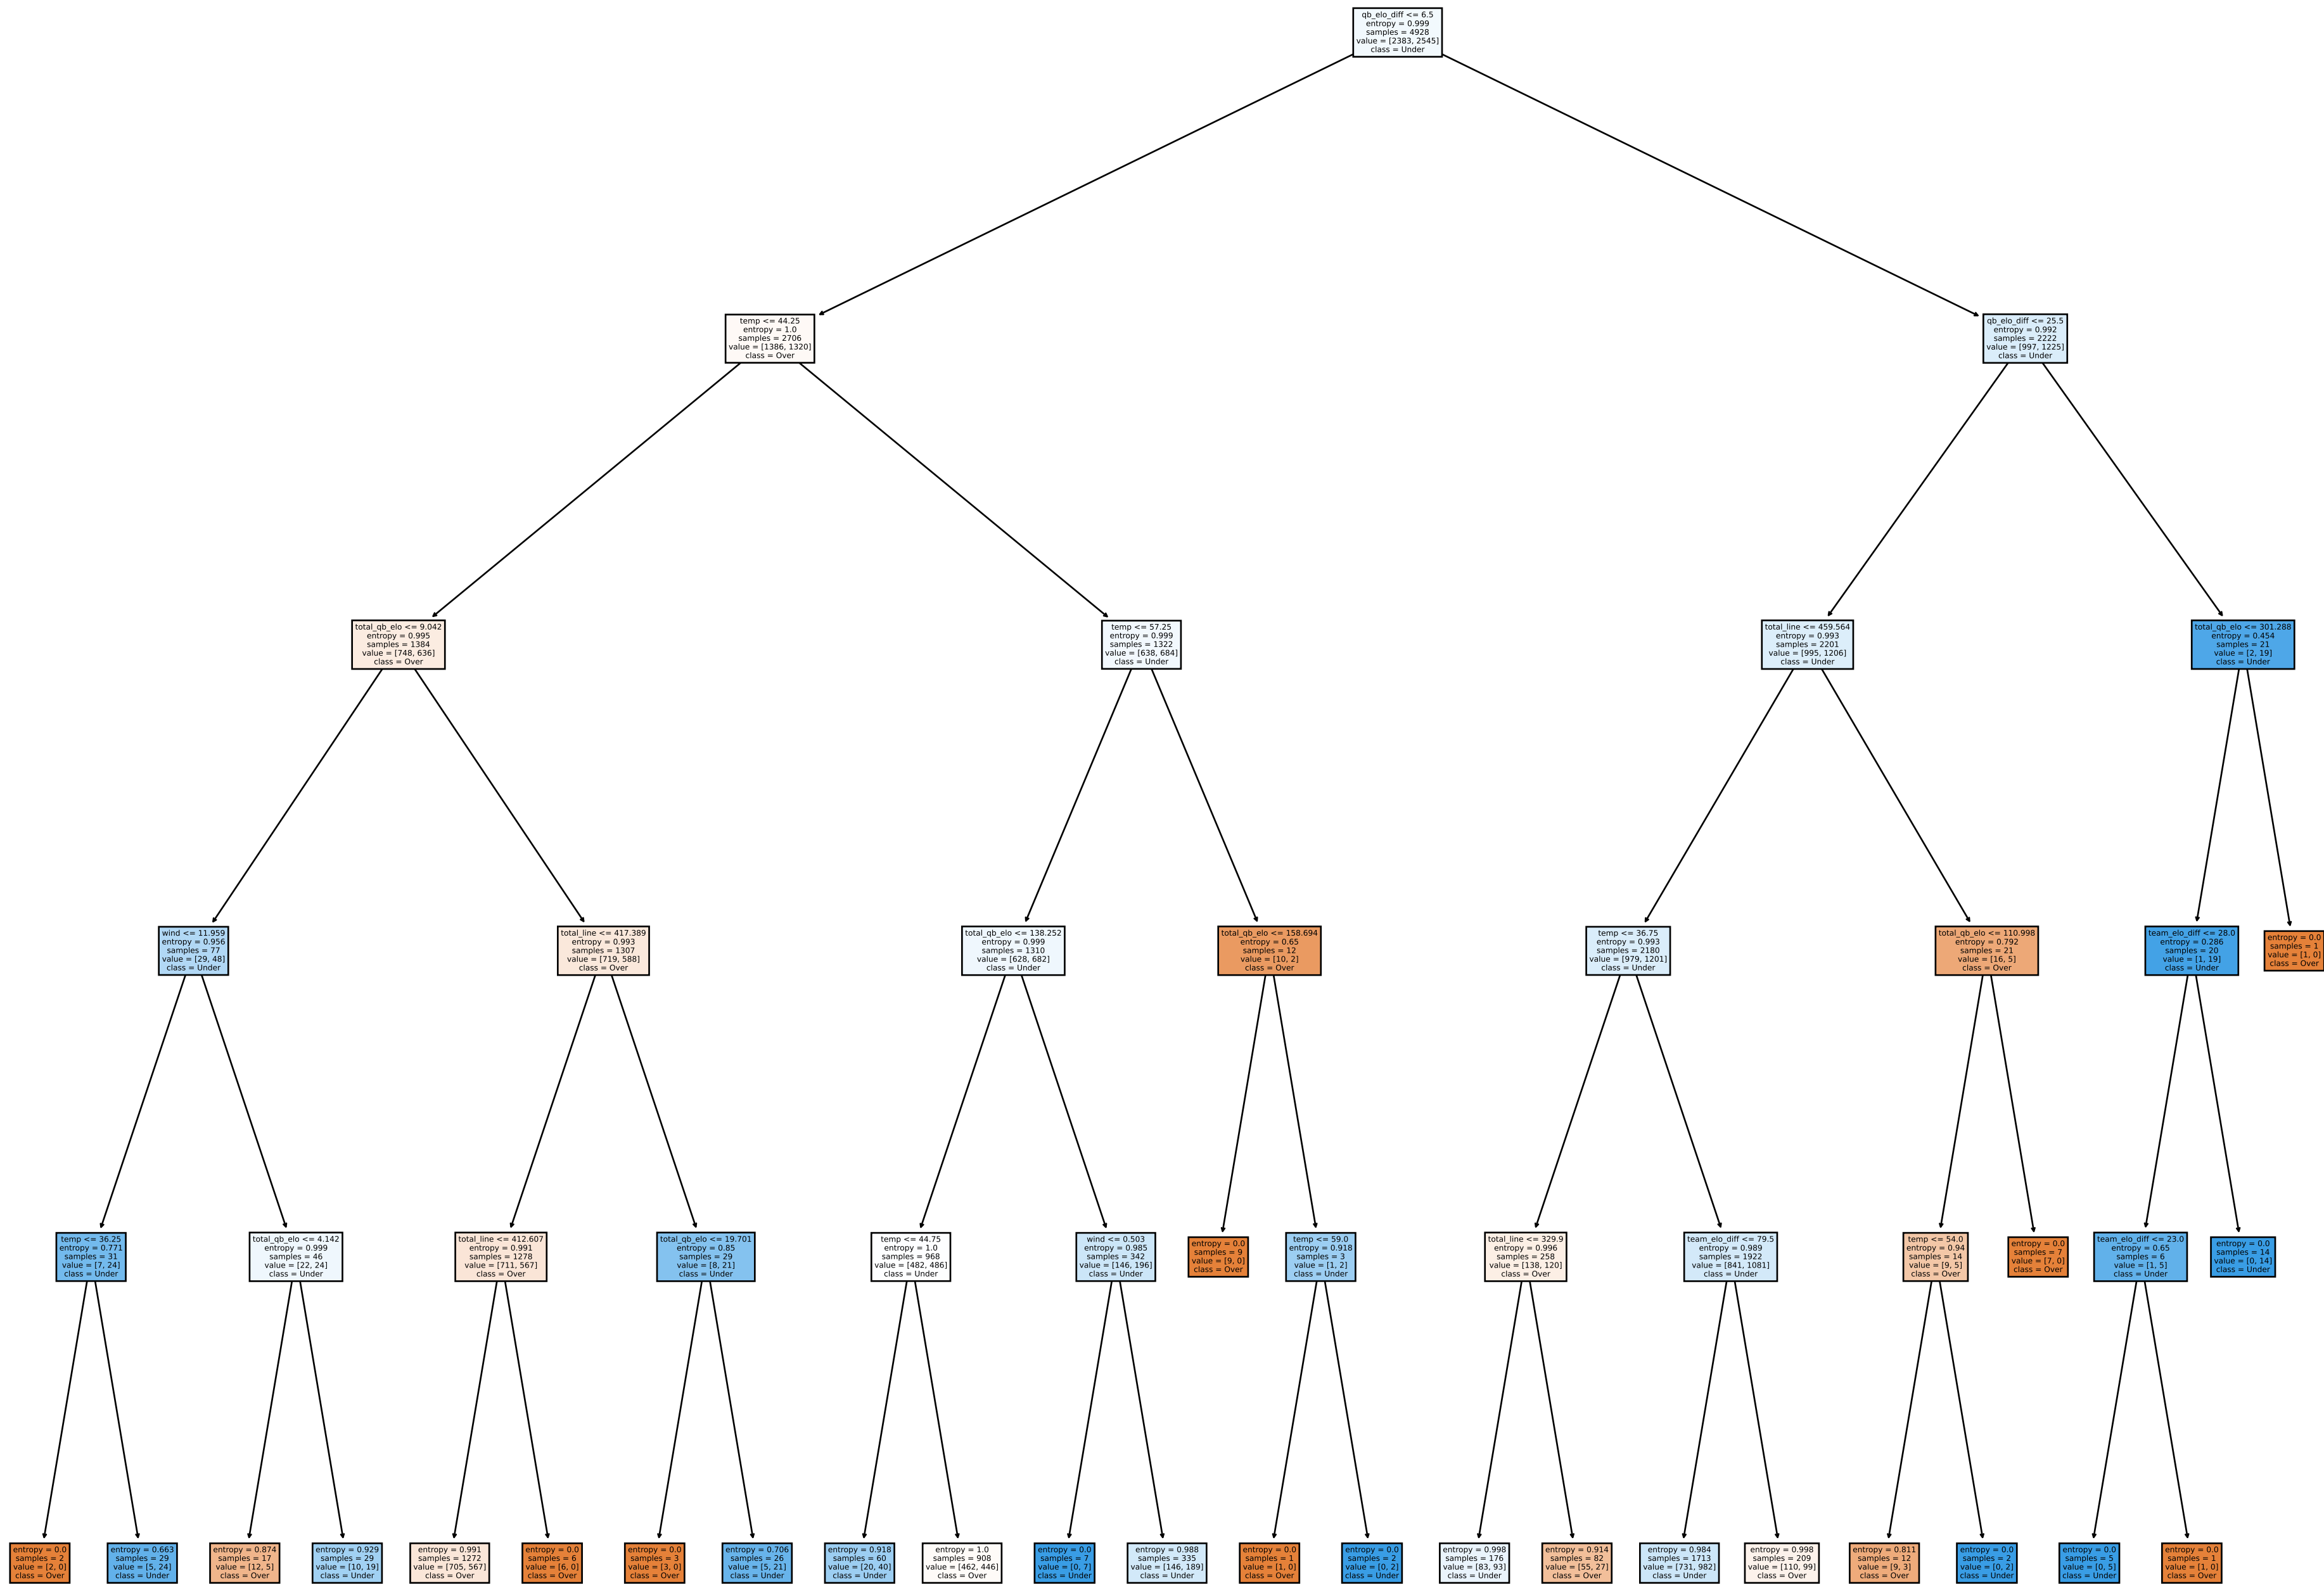 qb_elo_diff <= 6.5
entropy = 0.999
samples = 4928
value = [2383, 2545]
class = Under
temp <= 44.25
entropy = 1.0
samples = 2706
value = [1386, 1320]
class = Over
qb_elo_diff <= 25.5
entropy = 0.992
samples = 2222
value = [997, 1225]
class = Under
total_qb_elo <= 9.042
entropy = 0.995
samples = 1384
value = [748, 636]
class = Over
temp <= 57.25
entropy = 0.999
samples = 1322
value = [638, 684]
class = Under
total_line <= 459.564
entropy = 0.993
samples = 2201
value = [995, 1206]
class = Under
total_qb_elo <= 301.288
entropy = 0.454
samples = 21
value = [2, 19]
class = Under
wind <= 11.959
entropy = 0.956
samples = 77
value = [29, 48]
class = Under
total_line <= 417.389
entropy = 0.993
samples = 1307
value = [719, 588]
class = Over
total_qb_elo <= 138.252
entropy = 0.999
samples = 1310
value = [628, 682]
class = Under
total_qb_elo <= 158.694
entropy = 0.65
samples = 12
value = [10, 2]
class = Over
temp <= 36.75
entropy = 0.993
samples = 2180
value = [979, 1201]
class = Under
total_qb_elo <= 110.998
entropy = 0.792
samples = 21
value = [16, 5]
class = Over
team_elo_diff <= 28.0
entropy = 0.286
samples = 20
value = [1, 19]
class = Under
entropy = 0.0
samples = 1
value = [1, 0]
class = Over
temp <= 36.25
entropy = 0.771
samples = 31
value = [7, 24]
class = Under
total_qb_elo <= 4.142
entropy = 0.999
samples = 46
value = [22, 24]
class = Under
total_line <= 412.607
entropy = 0.991
samples = 1278
value = [711, 567]
class = Over
total_qb_elo <= 19.701
entropy = 0.85
samples = 29
value = [8, 21]
class = Under
temp <= 44.75
entropy = 1.0
samples = 968
value = [482, 486]
class = Under
wind <= 0.503
entropy = 0.985
samples = 342
value = [146, 196]
class = Under
entropy = 0.0
samples = 9
value = [9, 0]
class = Over
temp <= 59.0
entropy = 0.918
samples = 3
value = [1, 2]
class = Under
total_line <= 329.9
entropy = 0.996
samples = 258
value = [138, 120]
class = Over
team_elo_diff <= 79.5
entropy = 0.989
samples = 1922
value = [841, 1081]
class = Under
temp <= 54.0
entropy = 0.94
samples = 14
value = [9, 5]
class = Over
entropy = 0.0
samples = 7
value = [7, 0]
class = Over
team_elo_diff <= 23.0
entropy = 0.65
samples = 6
value = [1, 5]
class = Under
entropy = 0.0
samples = 14
value = [0, 14]
class = Under
entropy = 0.0
samples = 2
value = [2, 0]
class = Over
entropy = 0.663
samples = 29
value = [5, 24]
class = Under
entropy = 0.874
samples = 17
value = [12, 5]
class = Over
entropy = 0.929
samples = 29
value = [10, 19]
class = Under
entropy = 0.991
samples = 1272
value = [705, 567]
class = Over
entropy = 0.0
samples = 6
value = [6, 0]
class = Over
entropy = 0.0
samples = 3
value = [3, 0]
class = Over
entropy = 0.706
samples = 26
value = [5, 21]
class = Under
entropy = 0.918
samples = 60
value = [20, 40]
class = Under
entropy = 1.0
samples = 908
value = [462, 446]
class = Over
entropy = 0.0
samples = 7
value = [0, 7]
class = Under
entropy = 0.988
samples = 335
value = [146, 189]
class = Under
entropy = 0.0
samples = 1
value = [1, 0]
class = Over
entropy = 0.0
samples = 2
value = [0, 2]
class = Under
entropy = 0.998
samples = 176
value = [83, 93]
class = Under
entropy = 0.914
samples = 82
value = [55, 27]
class = Over
entropy = 0.984
samples = 1713
value = [731, 982]
class = Under
entropy = 0.998
samples = 209
value = [110, 99]
class = Over
entropy = 0.811
samples = 12
value = [9, 3]
class = Over
entropy = 0.0
samples = 2
value = [0, 2]
class = Under
entropy = 0.0
samples = 5
value = [0, 5]
class = Under
entropy = 0.0
samples = 1
value = [1, 0]
class = Over